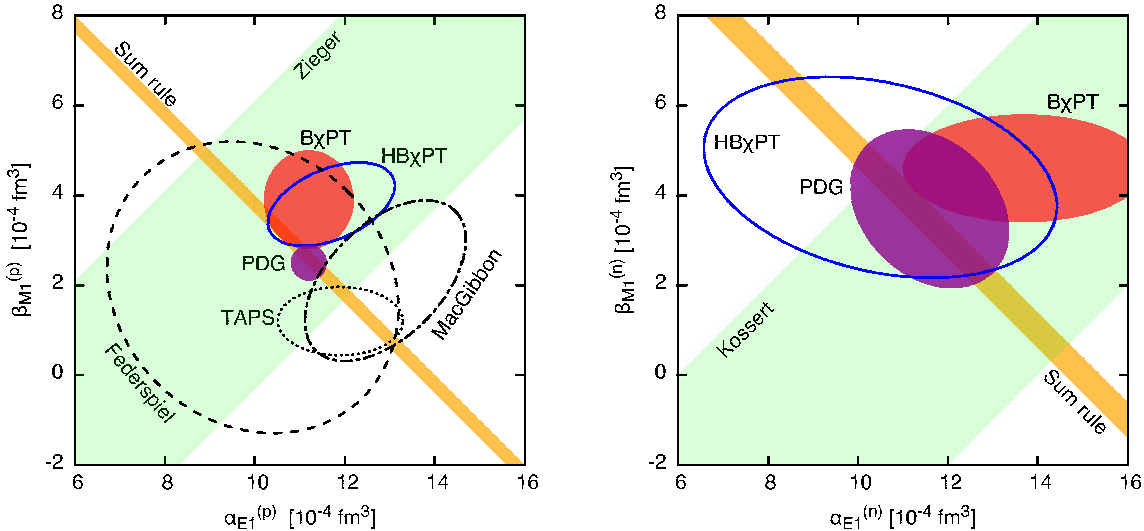 8
6
4
2
0
-2
6
8
10
12
14
16
βM1(p) [10-4 fm3]
αE1(p) [10-4 fm3]
Sum rule
Zieger
BχPT
HBχPT
PDG
TAPS
MacGibbon
Federspiel
8
6
4
2
0
-2
6
8
10
12
14
16
βM1(n) [10-4 fm3]
αE1(n) [10-4 fm3]
BχPT
HBχPT
PDG
Kossert
Sum rule